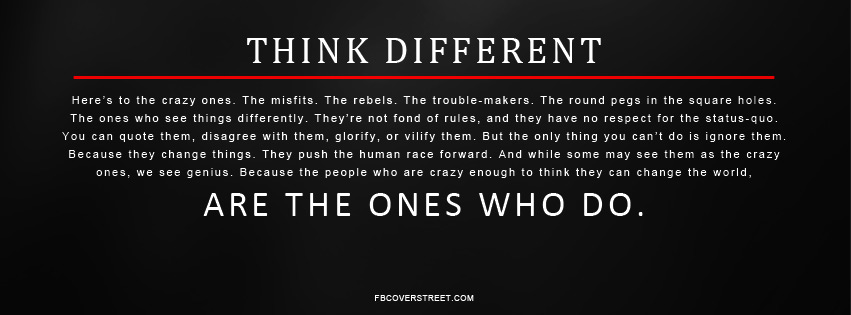 THINK DIFFERENT
Here's to the crazy ones. The misfits. The rebels. The trouble-makers. The round pegs in the square holes.
The ones who see things differently. They're not fond of rules, and they have no respect for the status-quo.
You can quote them, disagree with them, glorify, or vilify them. But the only thing you can't do is ignore them.
Because they change things. They push the human race forward. And while some may see them as the crazy
ones, we see genius. Because the people who are crazy enough to think they can change the world,
ARE THE ONES WHO DO.
FBCOVERSTREET.COM